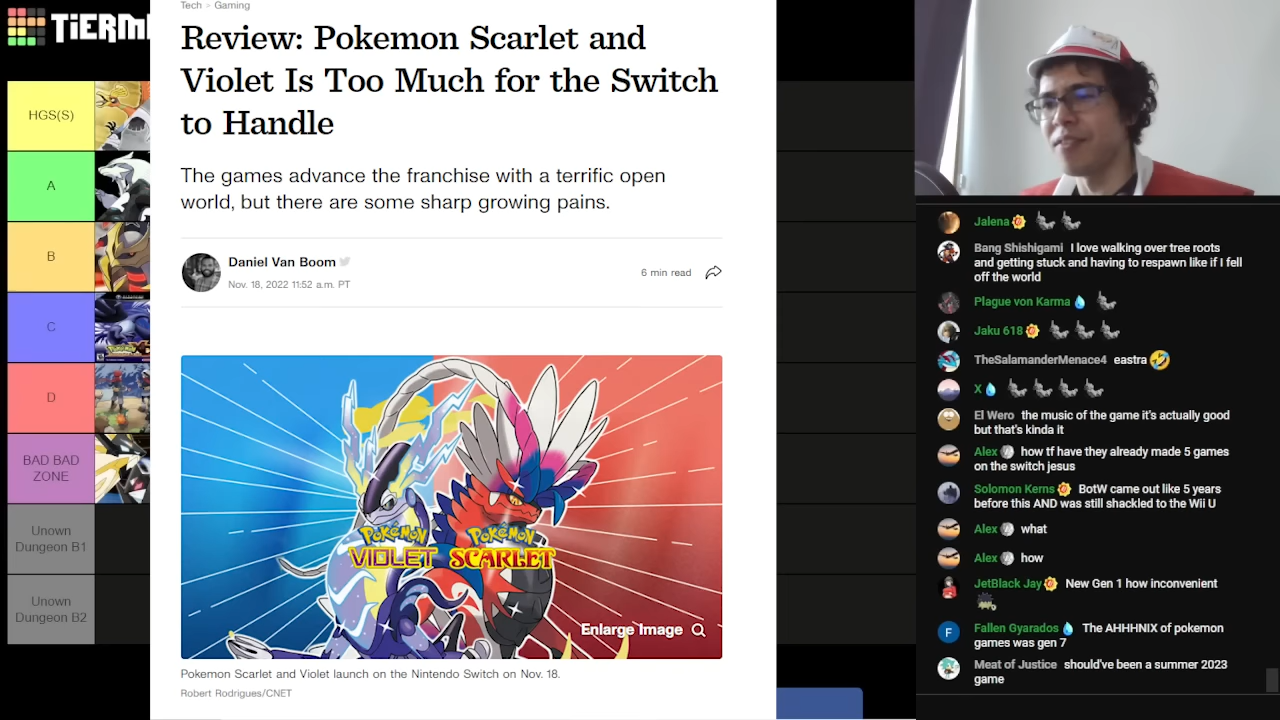 TiERM
HGS(S)
A
B
C
D
BAD BAD
ZONE
Unown
Dungeon B1
Unown
Dungeon B2
Tech > Gaming
Review: Pokemon Scarlet and
Violet Is Too Much for the Switch
to Handle
The games advance the franchise with a terrific open
world, but there are some sharp growing pains.
Daniel Van Boom
Nov. 18, 2022 11:52 a.m. PT
6 min read
POKéMON
VIOLET
POKéMON
SCARLET
Enlarge Image
Pokemon Scarlet and Violet launch on the Nintendo Switch on Nov. 18.
Robert Rodrigues/CNET
Jalena
Bang Shishigami I love walking over tree roots
and getting stuck and having to respawn like if I fell
off the world
Plague von Karma
Jaku 618
TheSalamanderMenace4 eastra
X
El Wero the music of the game it's actually good
but that's kinda it
Alex how tf have they already made 5 games
on the switch jesus
Solomon Kerns BotW came out like 5 years
before this AND was still shackled to the Wii U
Alex what
Alex how
JetBlack Jay New Gen 1 how inconvenient
F
Fallen Gyarados The AHHHNIX of pokemon
games was gen 7
Meat of Justice should've been a summer 2023
game